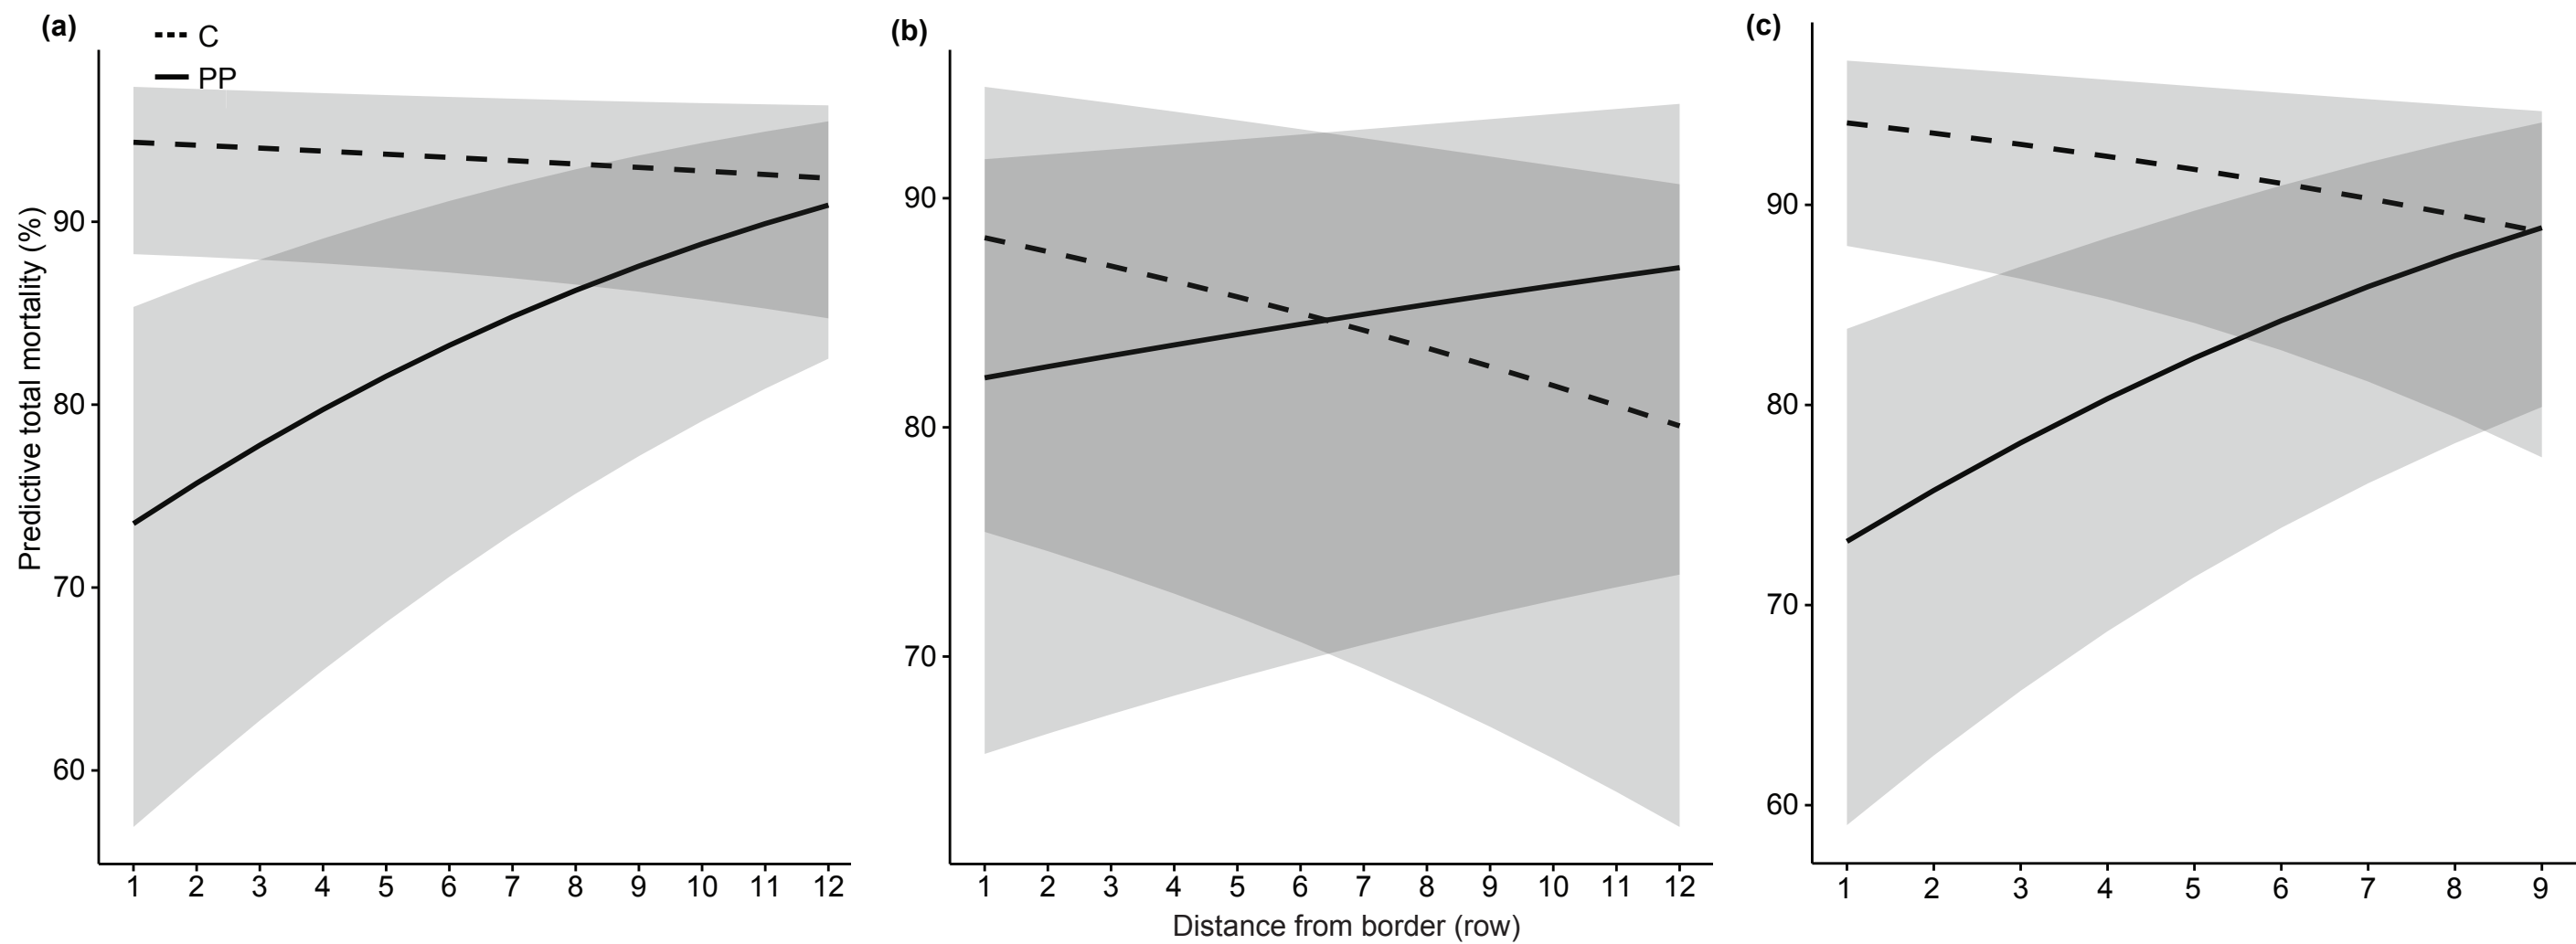 (a)
C
PP
Predictive total mortality (%)
90
80
70
60
1 2 3 4 5 6 7 8 9 10 11 12
(b)
90
80
70
1 2 3 4 5 6 7 8 9 10 11 12
Distance from border (row)
(c)
90
80
70
60
1 2 3 4 5 6 7 8 9